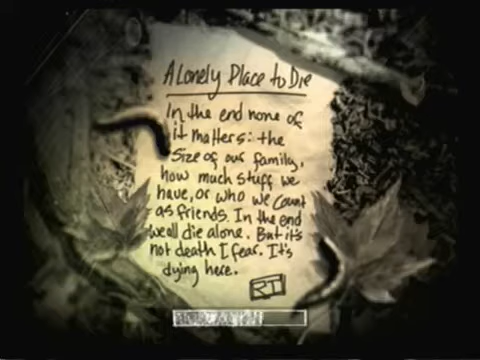 A Lonely Place to Die
In the end none of
it matters: the
size of our family,
how much stuff we
have, or who we count
as friends. In the end
we all die alone. But it's
not death I fear. It's
dying here.
RT